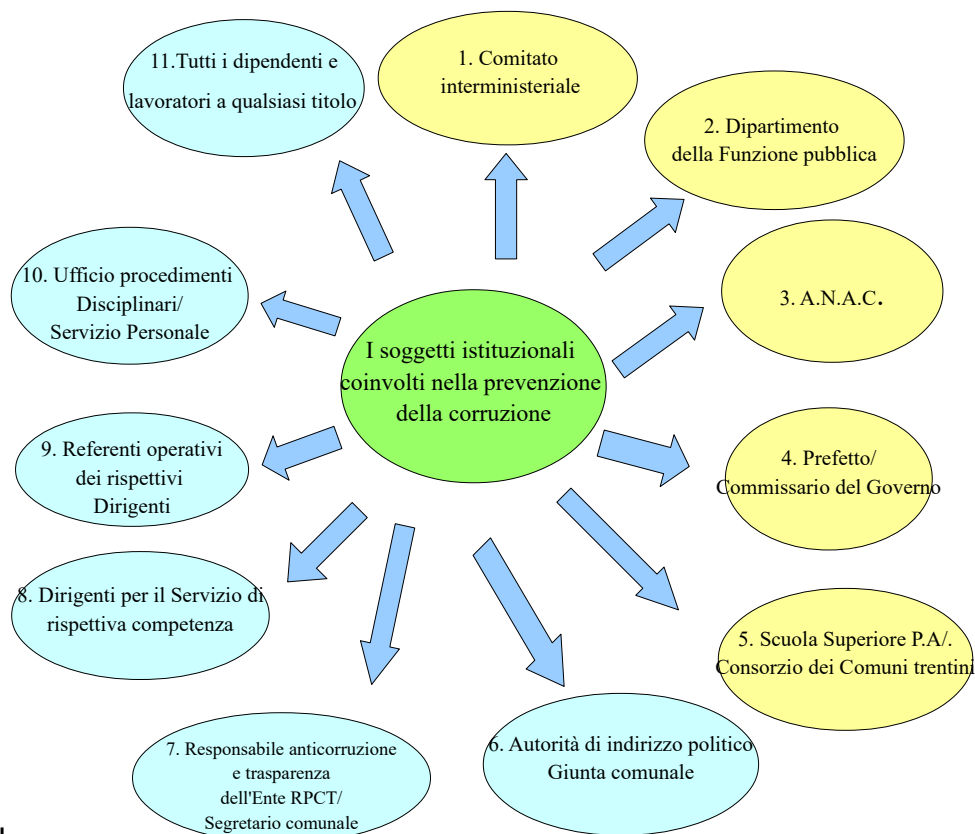 I soggetti istituzionali
coinvolti nella prevenzione
della corruzione
1. Comitato
interministeriale
2. Dipartimento
della Funzione pubblica
3. A.N.A.C.
4. Prefetto/
Commissario del Governo
5. Scuola Superiore P.A/.
Consorzio dei Comuni trentini
6. Autorità di indirizzo politico
Giunta comunale
7. Responsabile anticorruzione
e trasparenza
dell'Ente RPCT/
Segretario comunale
8. Dirigenti per il Servizio di
rispettiva competenza
9. Referenti operativi
dei rispettivi
Dirigenti
10. Ufficio procedimenti
Disciplinari/
Servizio Personale
11.Tutti i dipendenti e
lavoratori a qualsiasi titolo